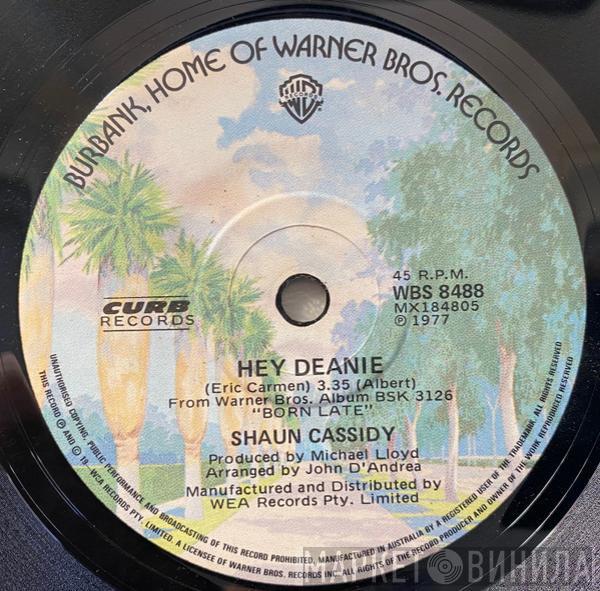 BURBANK, HOME OF WARNER BROS. RECORDS
RECORDS
CURB
RECORDS
45 R.P.M.
WBS 8488
MX184805
℗ 1977
HEY DEANIE
(Eric Carmen) 3.35 (Albert)
From Warner Bros. Album BSK 3126
"BORN LATE"
SHAUN CASSIDY
Produced by Michael Lloyd
Arranged by John D'Andrea
Manufactured and Distributed by
WEA Records Pty. Limited
UNAUTHORISED COPYING, PUBLIC PERFORMANCE AND BROADCASTING OF THIS RECORD PROHIBITED, MANUFACTURED IN AUSTRALIA BY A REGISTERED USER OF THE TRADEMARK. ALL RIGHTS RESERVED
THIS RECORD ℗ AND © 19 WEA RECORDS PTY. LIMITED. A LICENSEE OF WARNER BROS. RECORDS INC. ALL RIGHTS OF THE RECORD PRODUCER AND OWNER OF THE WORK REPRODUCED RESERVED
МАРКЕТ ВИНИЛА